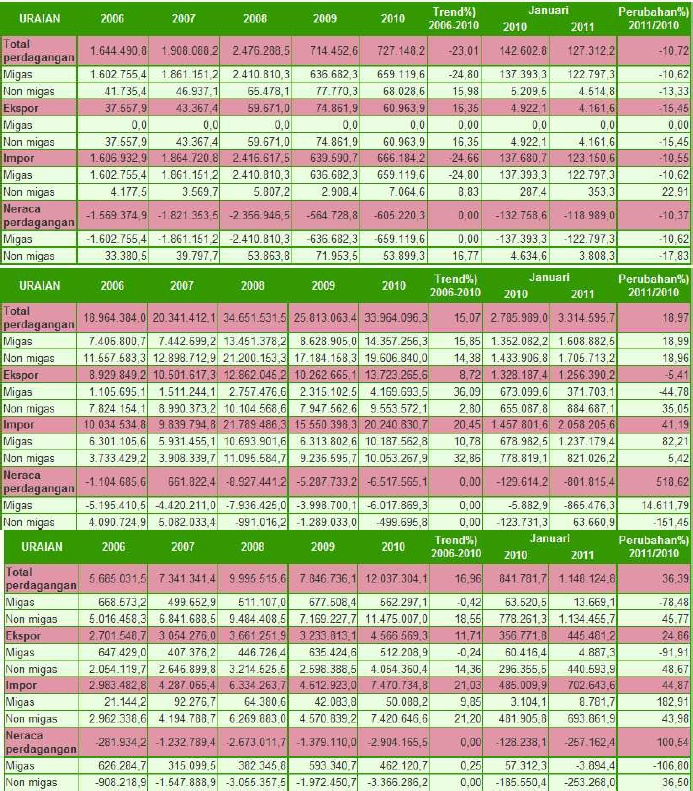 URAIAN 2006 2007 2008 2009 2010 Trend%) 2006-2010 Januari 2010 2011 Perubahan%) 2011/2010
Total perdagangan 1.644.490,8 1.908.088,2 2.476.288,5 714.452,6 727.148,2 -23,01 142.602,8 127.312,2 -10,72
Migas 1.602.755,4 1.861.151,2 2.410.810,3 636.682,3 659.119,6 -24,80 137.393,3 122.797,3 -10,62
Non migas 41.735,4 46.937,1 65.478,1 77.770,3 68.028,6 15,98 5.209,5 4.514,8 -13,33
Ekspor 37.557,9 43.367,4 59.671,0 74.861,9 60.963,9 16,35 4.922,1 4.161,6 -15,45
Migas 0,0 0,0 0,0 0,0 0,0 0,00 0,0 0,0 0,00
Non migas 37.557,9 43.367,4 59.671,0 74.861,9 60.963,9 16,35 4.922,1 4.161,6 -15,45
Impor 1.606.932,9 1.864.720,8 2.416.617,5 639.590,7 666.184,2 -24,66 137.680,7 123.150,6 -10,55
Migas 1.602.755,4 1.861.151,2 2.410.810,3 636.682,3 659.119,6 -24,80 137.393,3 122.797,3 -10,62
Non migas 4.177,5 3.569,7 5.807,2 2.908,4 7.064,6 8,83 287,4 353,3 22,91
Neraca perdagangan -1.569.374,9 -1.821.353,5 -2.356.946,5 -564.728,8 -605.220,3 0,00 -132.758,6 -118.989,0 -10,37
Migas -1.602.755,4 -1.861.151,2 -2.410.810,3 -636.682,3 -659.119,6 0,00 -137.393,3 -122.797,3 -10,62
Non migas 33.380,5 39.797,7 53.863,8 71.953,5 53.899,3 16,77 4.634,6 3.808,3 -17,83
URAIAN 2006 2007 2008 2009 2010 Trend%) 2006-2010 Januari 2010 2011 Perubahan%) 2011/2010
Total perdagangan 18.964.384,0 20.341.412,1 34.651.531,5 25.813.063,4 33.964.096,3 15,07 2.785.989,0 3.314.595,7 18,97
Migas 7.406.800,7 7.442.699,2 13.451.378,2 8.628.905,0 14.357.256,3 15,85 1.352.082,2 1.608.882,5 18,99
Non migas 11.557.583,3 12.898.712,9 21.200.153,3 17.184.158,3 19.606.840,0 14,38 1.433.906,8 1.705.713,2 18,96
Ekspor 8.929.849,2 10.501.617,3 12.862.045,2 10.262.665,1 13.723.265,6 8,72 1.328.187,4 1.256.390,2 -5,41
Migas 1.105.695,1 1.511.244,1 2.757.476,6 2.315.102,5 4.169.693,5 36,09 673.099,6 371.703,1 -44,78
Non migas 7.824.154,1 8.990.373,2 10.104.568,6 7.947.562,6 9.553.572,1 2,80 655.087,8 884.687,1 35,05
Impor 10.034.534,8 9.839.794,8 21.789.486,3 15.550.398,3 20.240.830,7 20,45 1.457.801,6 2.058.205,6 41,19
Migas 6.301.105,6 5.931.455,1 10.693.901,6 6.313.802,6 10.187.562,8 10,78 678.982,5 1.237.179,4 82,21
Non migas 3.733.429,2 3.908.339,7 11.095.584,7 9.236.595,7 10.053.267,9 32,86 778.819,1 821.026,2 5,42
Neraca perdagangan -1.104.685,6 661.822,4 -8.927.441,2 -5.287.733,2 -6.517.565,1 0,00 -129.614,2 -801.815,4 518,62
Migas -5.195.410,5 -4.420.211,0 -7.936.425,0 -3.998.700,1 -6.017.869,3 0,00 -5.882,9 -865.476,3 14.611,79
Non migas 4.090.724,9 5.082.033,4 -991.016,2 -1.289.033,0 -499.695,8 0,00 -123.731,3 63.660,9 -151,45
URAIAN 2006 2007 2008 2009 2010 Trend%) 2006-2010 Januari 2010 2011 Perubahan%) 2011/2010
Total perdagangan 5.685.031,5 7.341.341,4 9.995.515,6 7.846.736,1 12.037.304,1 16,96 841.781,7 1.148.124,8 36,39
Migas 668.573,2 499.652,9 511.107,0 677.508,4 562.297,1 -0,42 63.520,5 13.669,1 -78,48
Non migas 5.016.458,3 6.841.688,5 9.484.408,5 7.169.227,7 11.475.007,0 18,55 778.261,3 1.134.455,7 45,77
Ekspor 2.701.548,7 3.054.276,0 3.661.251,9 3.233.813,1 4.566.569,3 11,71 356.771,8 445.481,2 24,86
Migas 647.429,0 407.376,2 446.726,4 635.424,6 512.208,9 -0,24 60.416,4 4.887,3 -91,91
Non migas 2.054.119,7 2.646.899,8 3.214.525,5 2.598.388,5 4.054.360,4 14,36 296.355,5 440.593,9 48,67
Impor 2.983.482,8 4.287.065,4 6.334.263,7 4.612.923,0 7.470.734,8 21,03 485.009,9 702.643,6 44,87
Migas 21.144,2 92.276,7 64.380,6 42.083,8 50.088,2 9,85 3.104,1 8.781,7 182,91
Non migas 2.962.338,6 4.194.788,7 6.269.883,0 4.570.839,2 7.420.646,6 21,20 481.905,8 693.861,9 43,98
Neraca perdagangan -281.934,2 -1.232.789,4 -2.673.011,7 -1.379.110,0 -2.904.165,5 0,00 -128.238,1 -257.162,4 100,54
Migas 626.284,7 315.099,5 382.345,8 593.340,7 462.120,7 0,25 57.312,3 -3.894,4 -106,80
Non migas -908.218,9 -1.547.888,9 -3.055.357,5 -1.972.450,7 -3.366.286,2 0,00 -185.550,4 -253.268,0 36,50